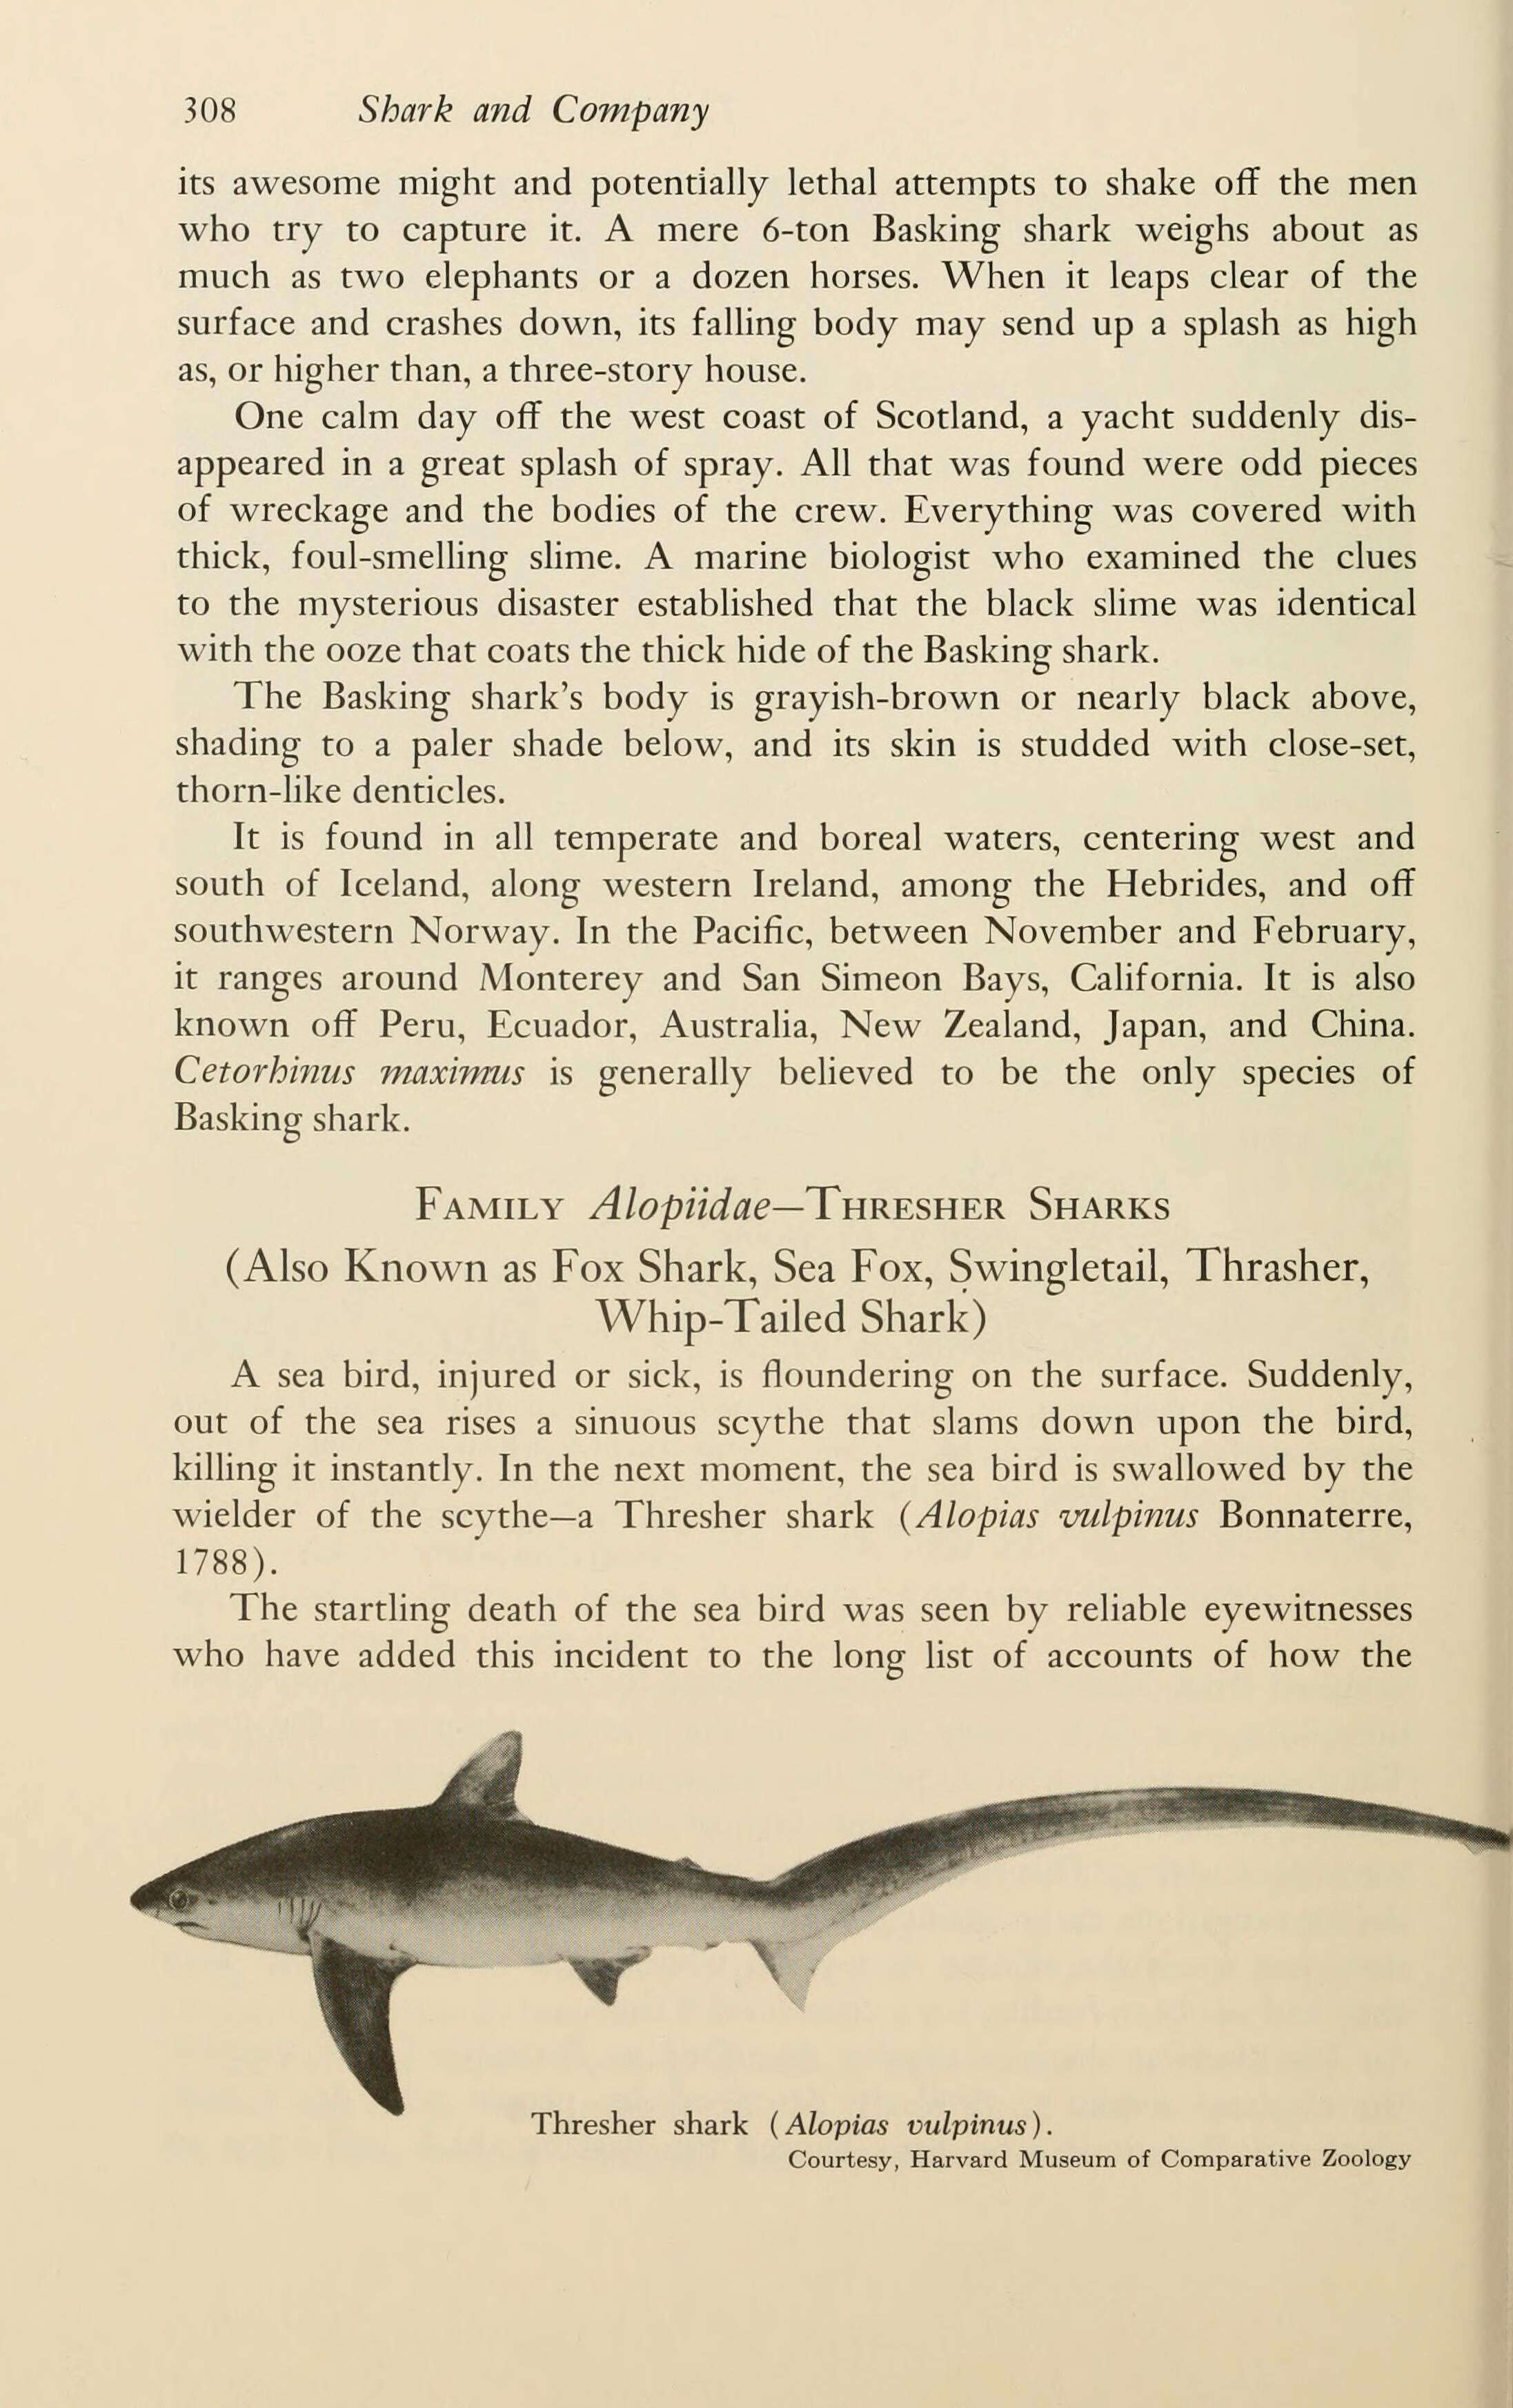 308 Shark and Company
its awesome might and potentially lethal attempts to shake off the men
who try to capture it. A mere 6-ton Basking shark weighs about as
much as two elephants or a dozen horses. When it leaps clear of the
surface and crashes down, its falling body may send up a splash as high
as, or higher than, a three-story house.
One calm day off the west coast of Scotland, a yacht suddenly dis-
appeared in a great splash of spray. All that was found were odd pieces
of wreckage and the bodies of the crew. Everything was covered with
thick, foul-smelling slime. A marine biologist who examined the clues
to the mysterious disaster established that the black slime was identical
with the ooze that coats the thick hide of the Basking shark.
The Basking shark's body is grayish-brown or nearly black above,
shading to a paler shade below, and its skin is studded with close-set,
thorn-like denticles.
It is found in all temperate and boreal waters, centering west and
south of Iceland, along western Ireland, among the Hebrides, and off
southwestern Norway. In the Pacific, between November and February,
it ranges around Monterey and San Simeon Bays, California. It is also
known off Peru, Ecuador, Australia, New Zealand, Japan, and China.
Cetorhinus maximus is generally believed to be the only species of
Basking shark.
FAMILY Alopiidae—THRESHER SHARKS
(Also Known as Fox Shark, Sea Fox, Swingletail, Thrasher,
Whip-Tailed Shark)
A sea bird, injured or sick, is floundering on the surface. Suddenly,
out of the sea rises a sinuous scythe that slams down upon the bird,
killing it instantly. In the next moment, the sea bird is swallowed by the
wielder of the scythe—a Thresher shark (Alopias vulpinus Bonnaterre,
1788).
The startling death of the sea bird was seen by reliable eyewitnesses
who have added this incident to the long list of accounts of how the
Thresher shark (Alopias vulpinus).
Courtesy, Harvard Museum of Comparative Zoology